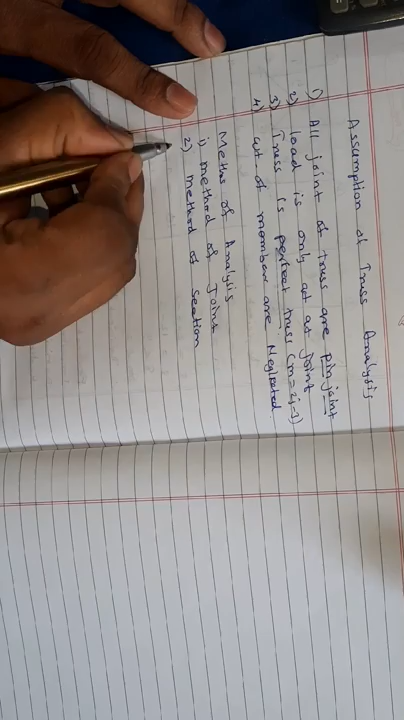 Assumption of Truss Analysis
1) All joint of truss are pin joint
2) load is only act at joint
3) Truss is perfect truss (m=2j-3)
4) wt of mombar are Neglected.
Meths of Analysis
1) method of Joint
2) method of section